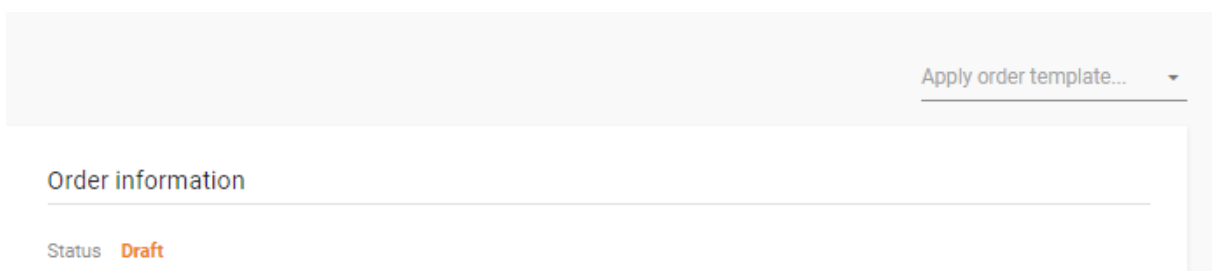 Apply order template...
Order information
Status Draft